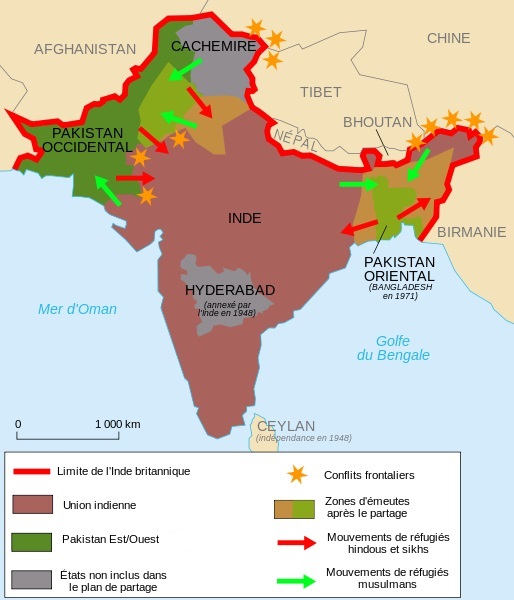 AFGHANISTAN
CACHEMIRE
CHINE
TIBET
BHOUTAN
NÉPAL
PAKISTAN
OCCIDENTAL
INDE
BIRMANIE
PAKISTAN
ORIENTAL
(BANGLADESH
en 1971)
HYDERABAD
(annexé par
l'Inde en 1948)
Mer d'Oman
Golfe
du Bengale
0 1 000 km
CEYLAN
(indépendance en 1948)
Limite de l'Inde britannique
Union indienne
Pakistan Est/Ouest
États non inclus dans
le plan de partage
Conflits frontaliers
Zones d'émeutes
après le partage
Mouvements de réfugiés
hindous et sikhs
Mouvements de réfugiés
musulmans